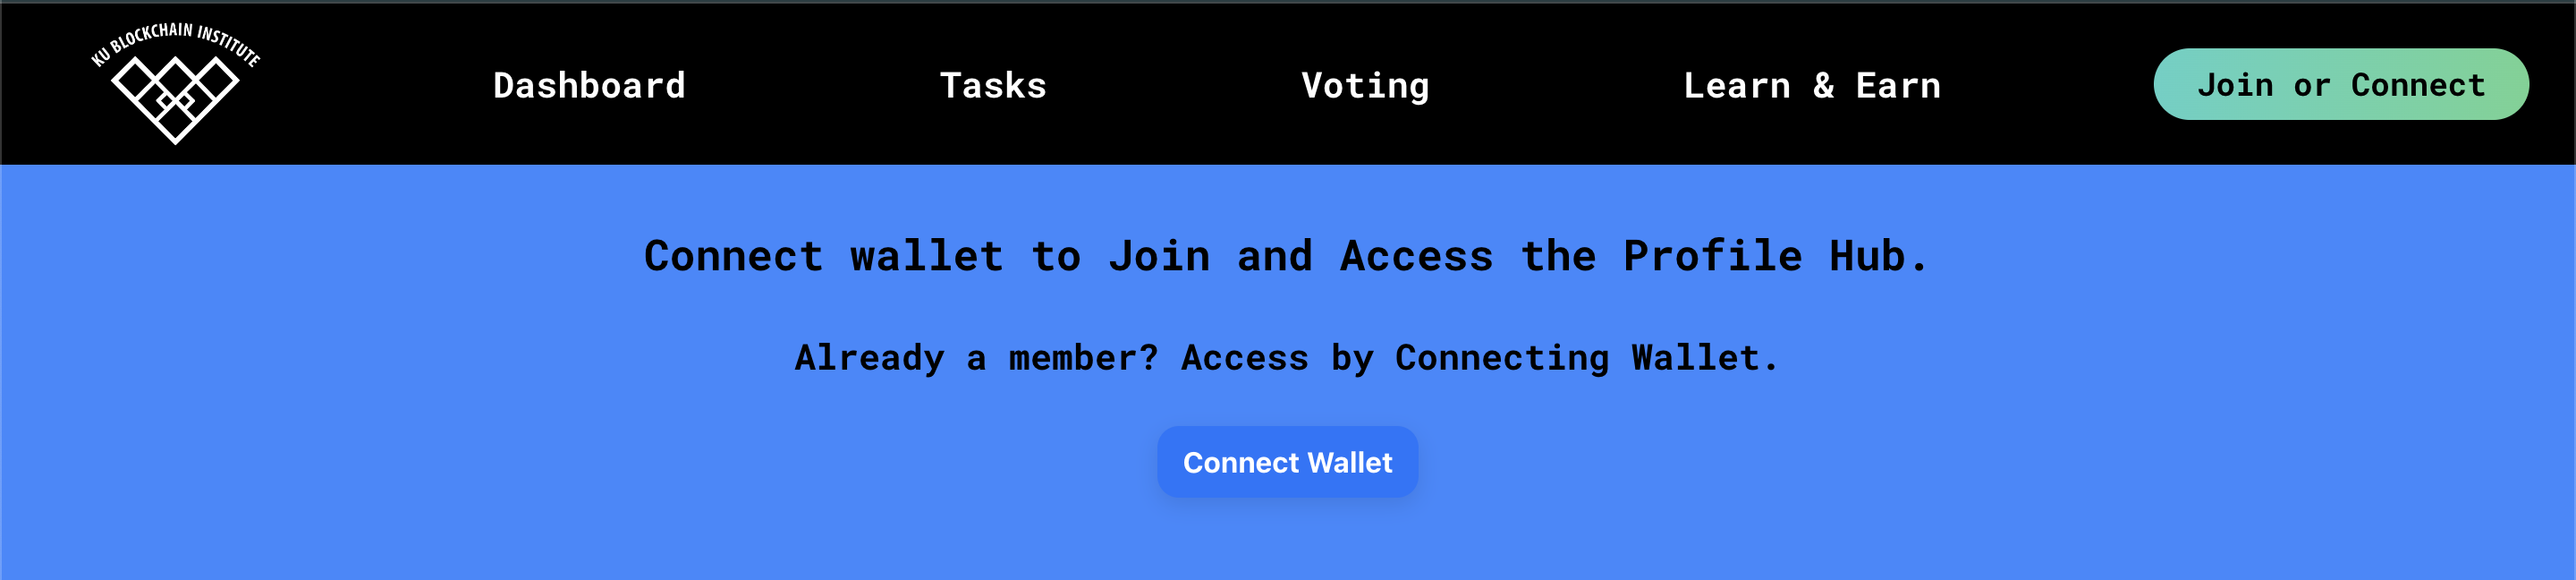 KU BLOCKCHAIN INSTITUTE
Dashboard
Tasks
Voting
Learn & Earn
Join or Connect
Connect wallet to Join and Access the Profile Hub.
Already a member? Access by Connecting Wallet.
Connect Wallet